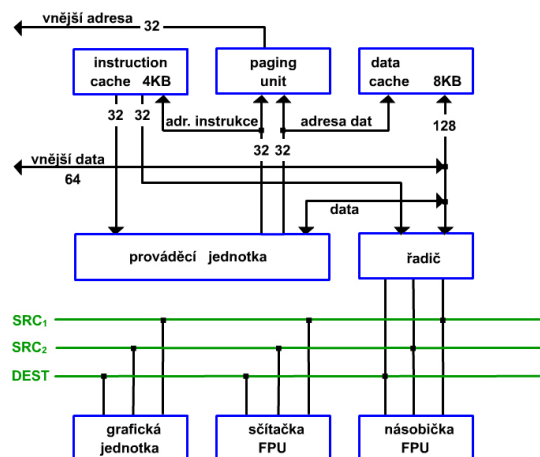 vnější adresa 32
instruction
cache 4KB
paging
unit
data
cache 8KB
32 32
adr. instrukce
adresa dat
128
32 32
vnější data
64
data
prováděcí jednotka
řadič
SRC₁
SRC₂
DEST
grafická
jednotka
sčítačka
FPU
násobička
FPU